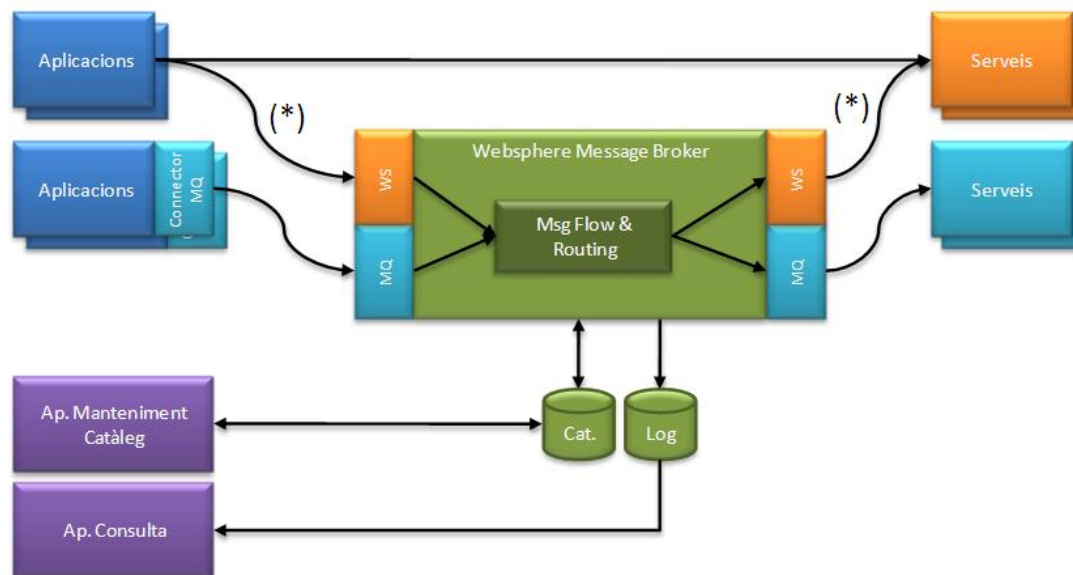 Aplicacions
Serveis
(*)
(*)
Websphere Message Broker
WS
WS
Aplicacions
Connector
MQ
C
Serveis
Msg Flow &
Routing
MQ
MQ
Ap. Manteniment
Catàleg
Cat.
Log
Ap. Consulta